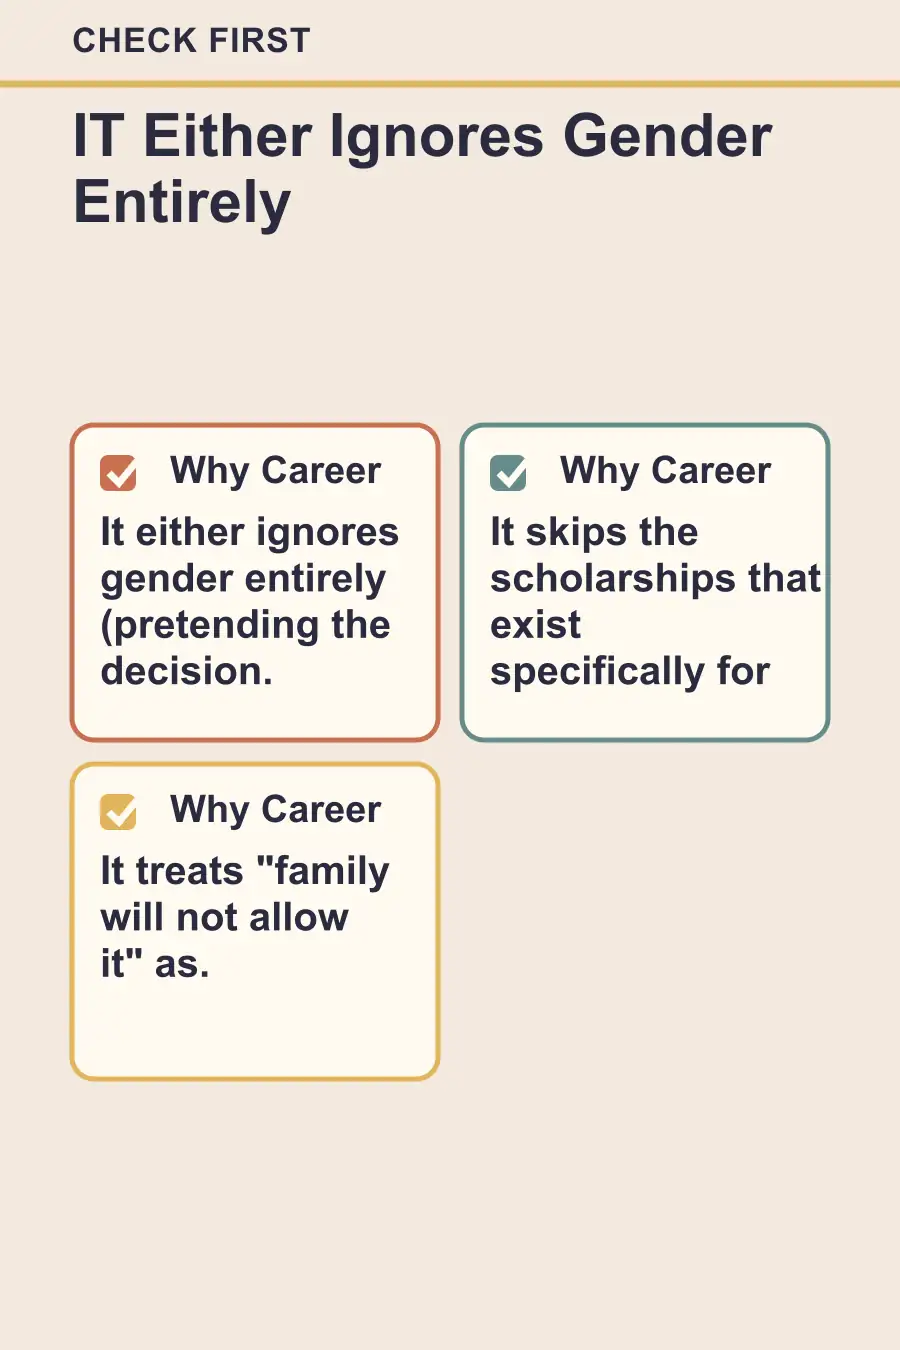 CHECK FIRST
IT Either Ignores Gender
Entirely
Why Career
It either ignores
gender entirely
(pretending the
decision.
Why Career
It skips the
scholarships that
exist
specifically for
Why Career
It treats "family
will not allow
it" as.